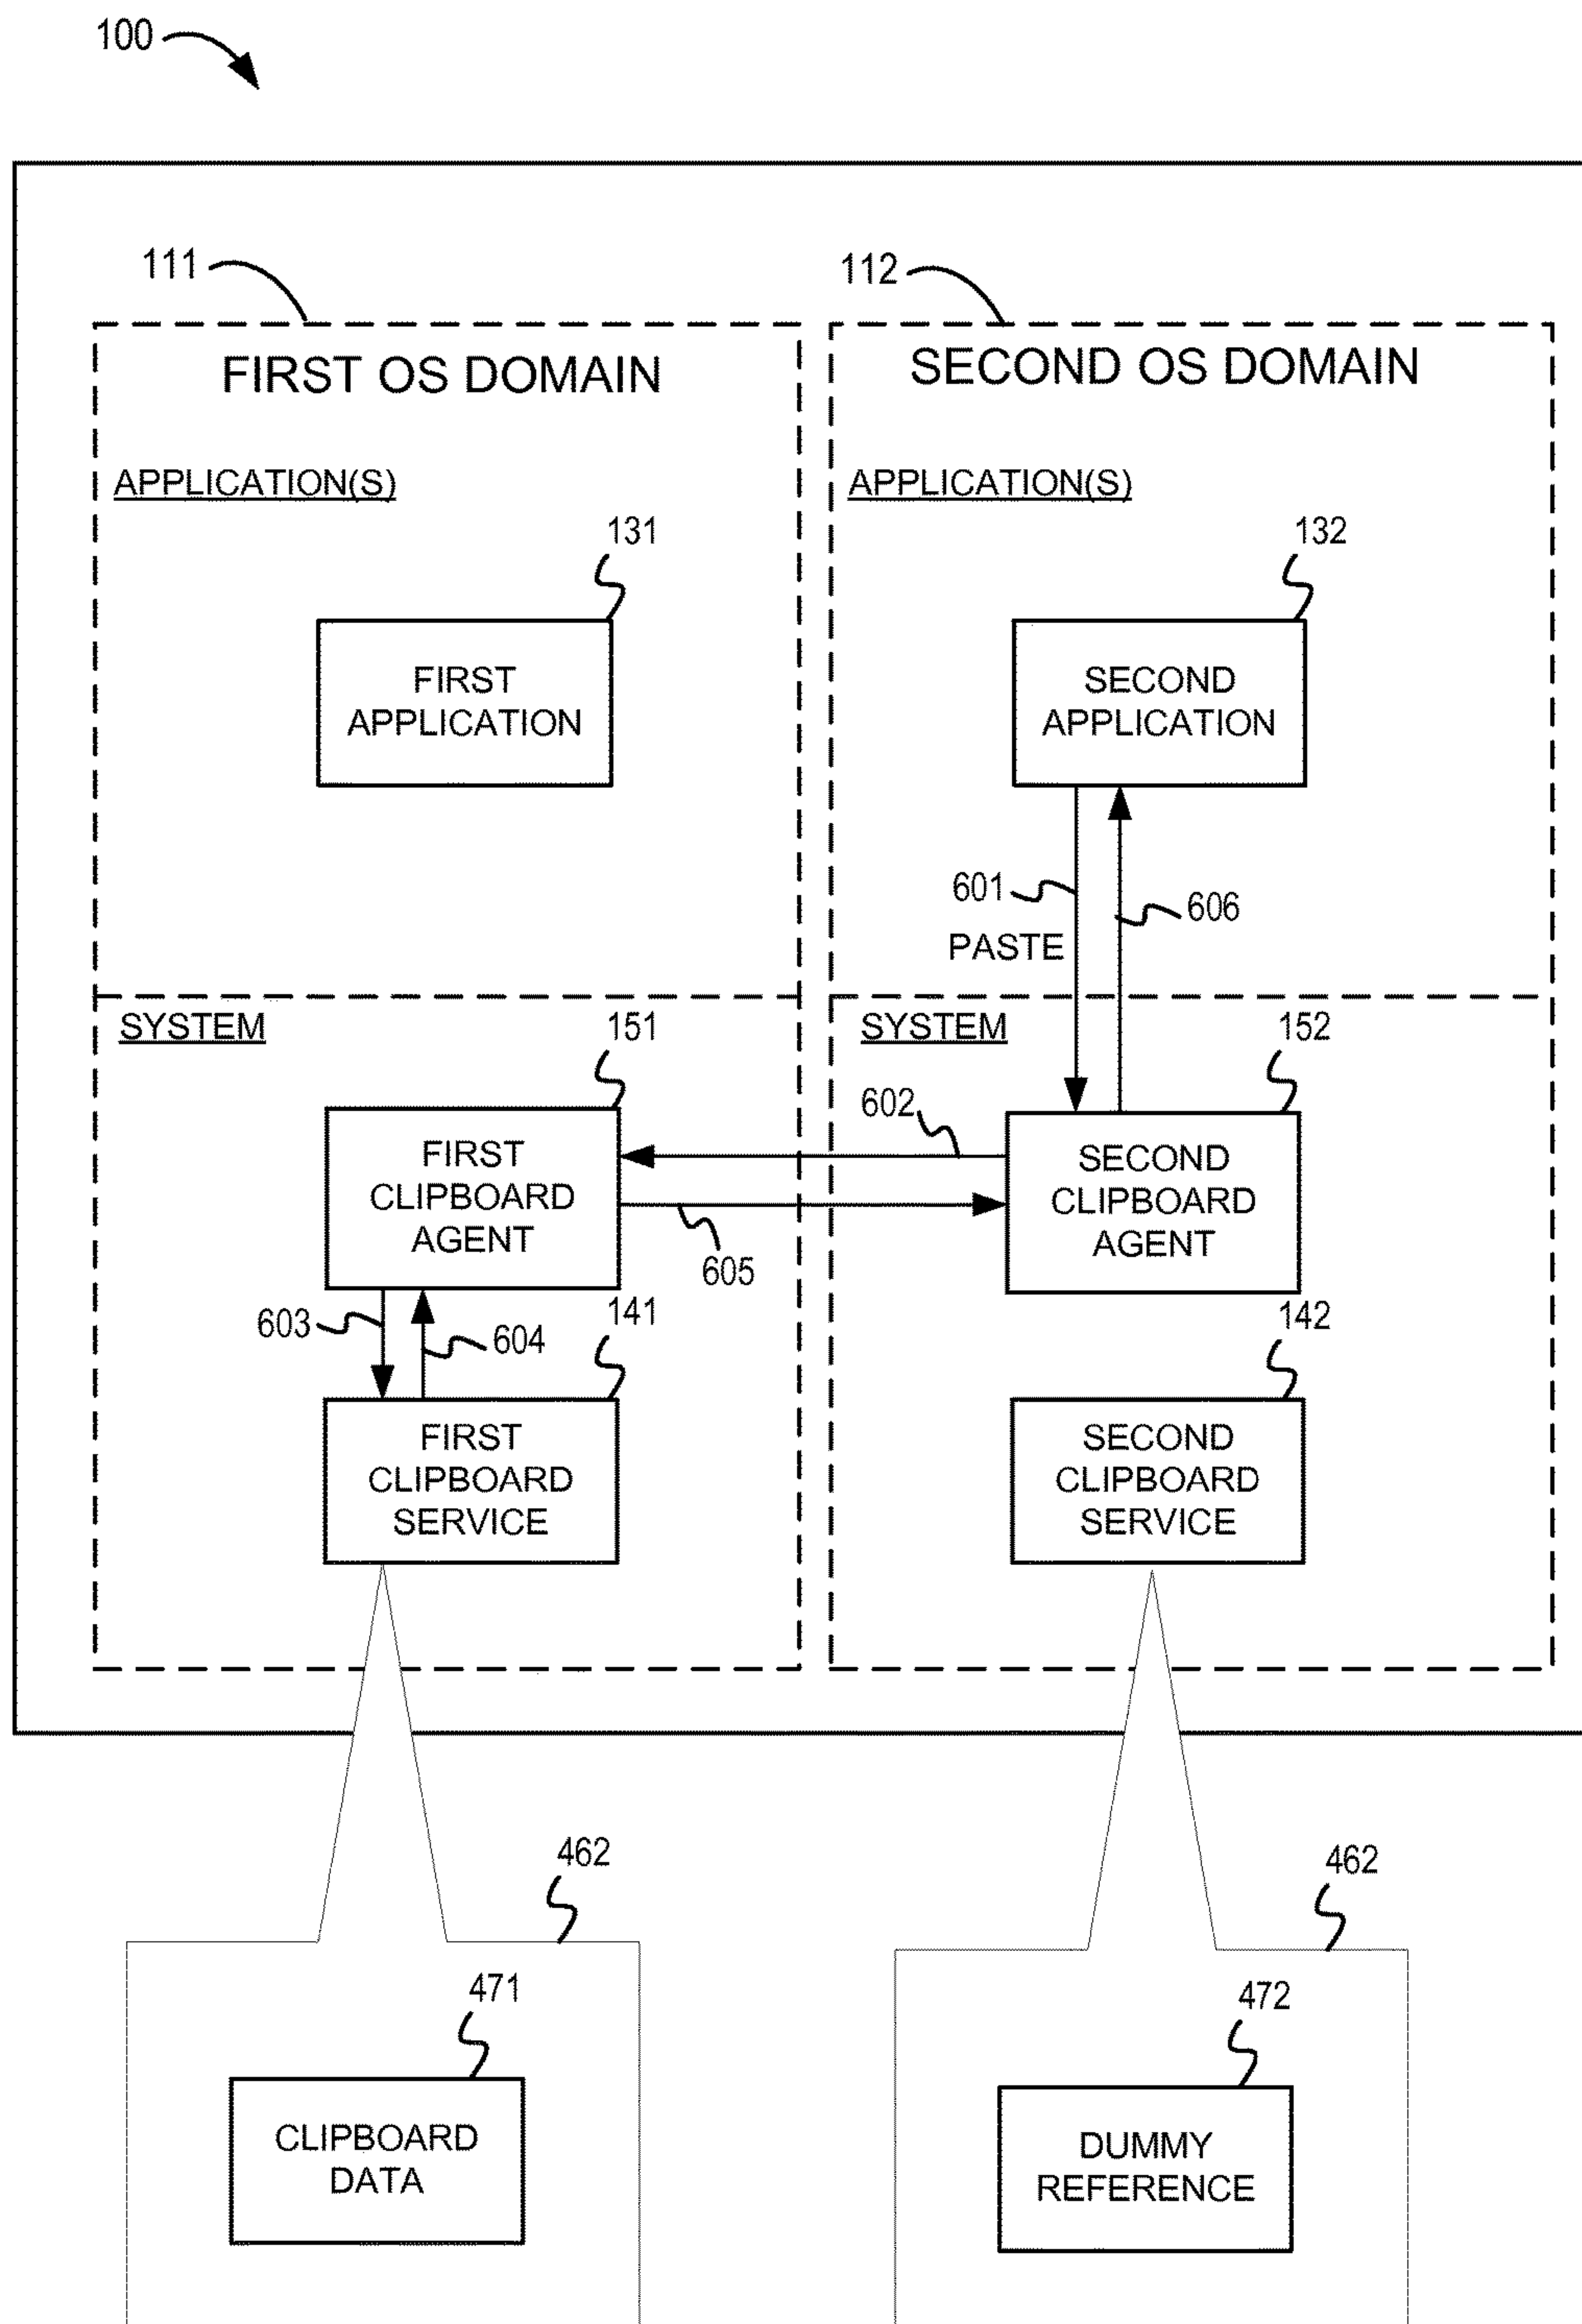 100
111
112
FIRST OS DOMAIN
SECOND OS DOMAIN
APPLICATION(S)
APPLICATION(S)
131
132
FIRST
APPLICATION
SECOND
APPLICATION
601
606
PASTE
SYSTEM
SYSTEM
151
152
602
FIRST
CLIPBOARD
AGENT
SECOND
CLIPBOARD
AGENT
605
603
604
141
142
FIRST
CLIPBOARD
SERVICE
SECOND
CLIPBOARD
SERVICE
462
462
471
472
CLIPBOARD
DATA
DUMMY
REFERENCE